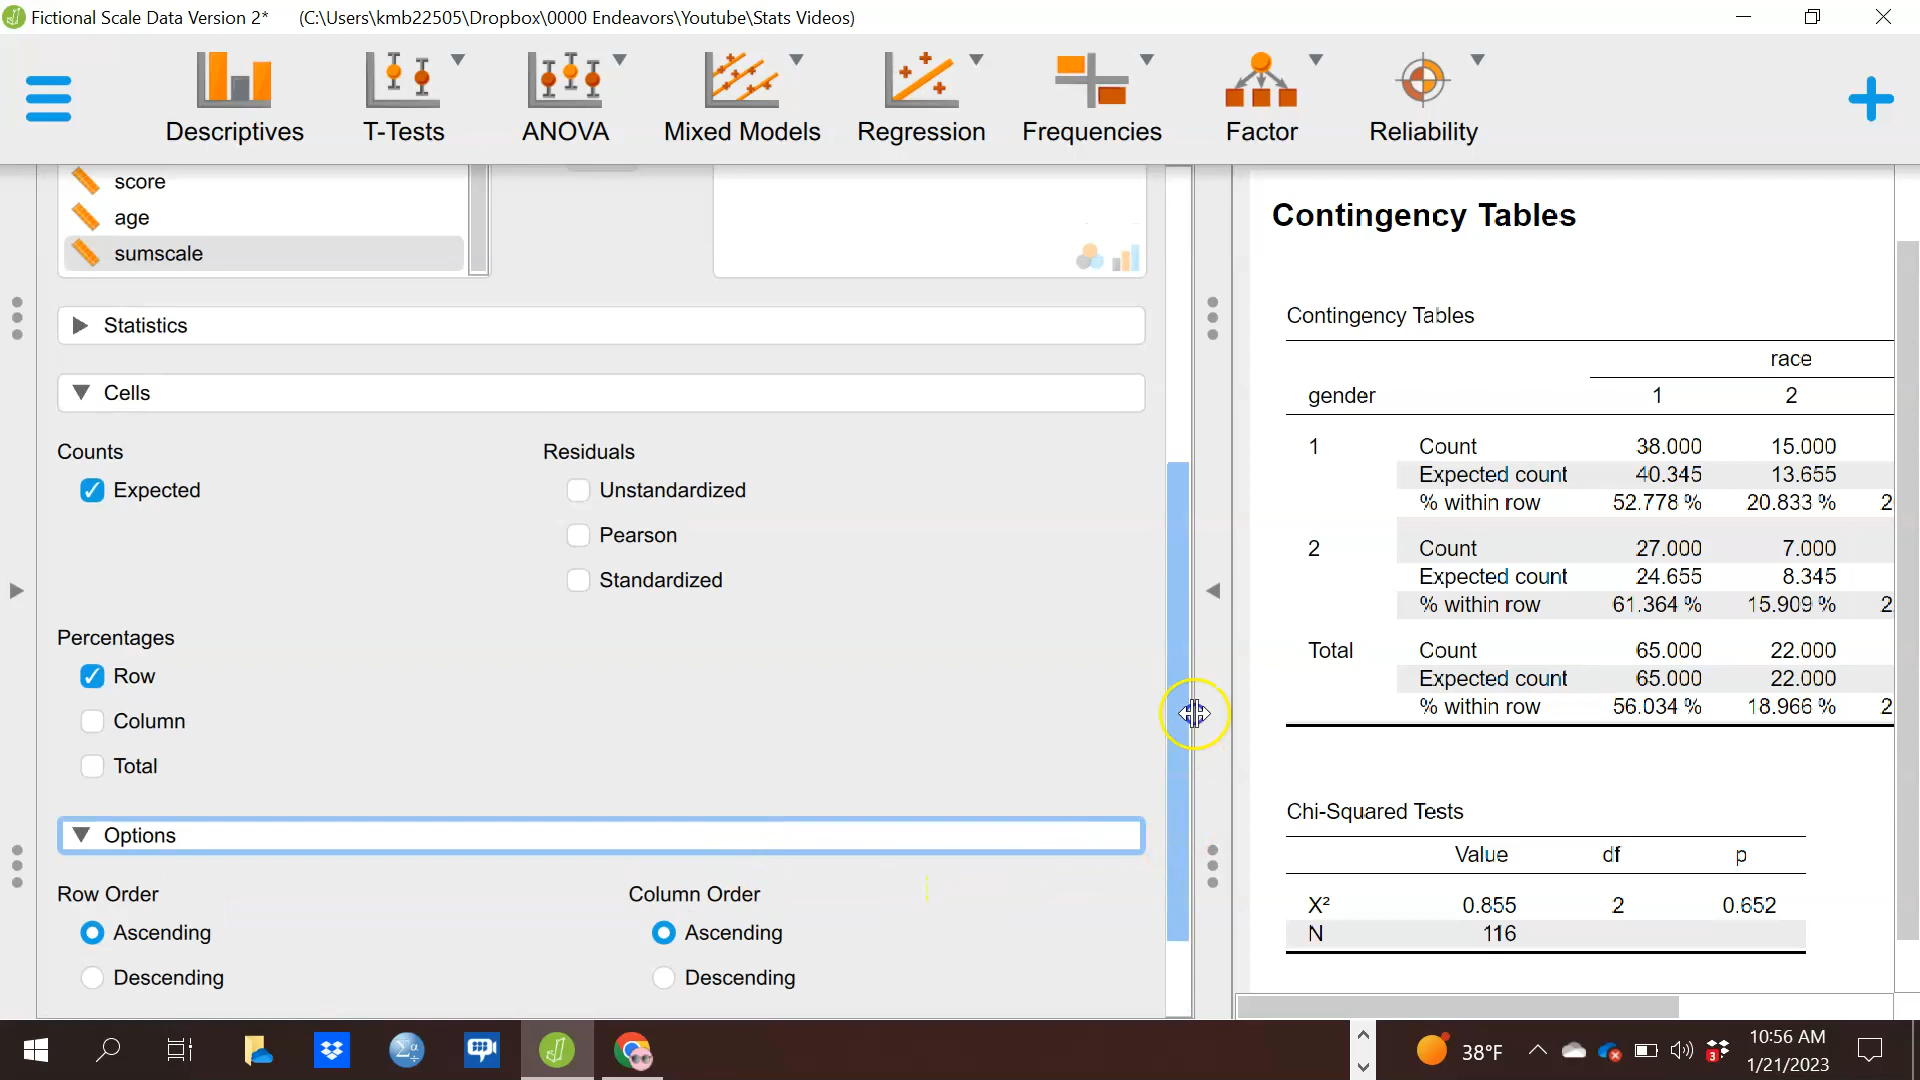 Fictional Scale Data Version 2* (C:\Users\kmb22505\Dropbox\0000 Endeavors\Youtube\Stats Videos)
Descriptives T-Tests ANOVA Mixed Models Regression Frequencies Factor Reliability
score
age
sumscale
Statistics
Cells
Counts Residuals
Expected Unstandardized
Pearson
Standardized
Percentages
Row
Column
Total
Options
Row Order Column Order
Ascending Ascending
Descending Descending
Contingency Tables
Contingency Tables
race
gender 1 2
1 Count 38.000 15.000
Expected count 40.345 13.655
% within row 52.778 % 20.833 % 2
2 Count 27.000 7.000
Expected count 24.655 8.345
% within row 61.364 % 15.909 % 2
Total Count 65.000 22.000
Expected count 65.000 22.000
% within row 56.034 % 18.966 % 2
Chi-Squared Tests
Value df p
X² 0.855 2 0.652
N 116
Σα 38°F 3 10:56 AM
1/21/2023